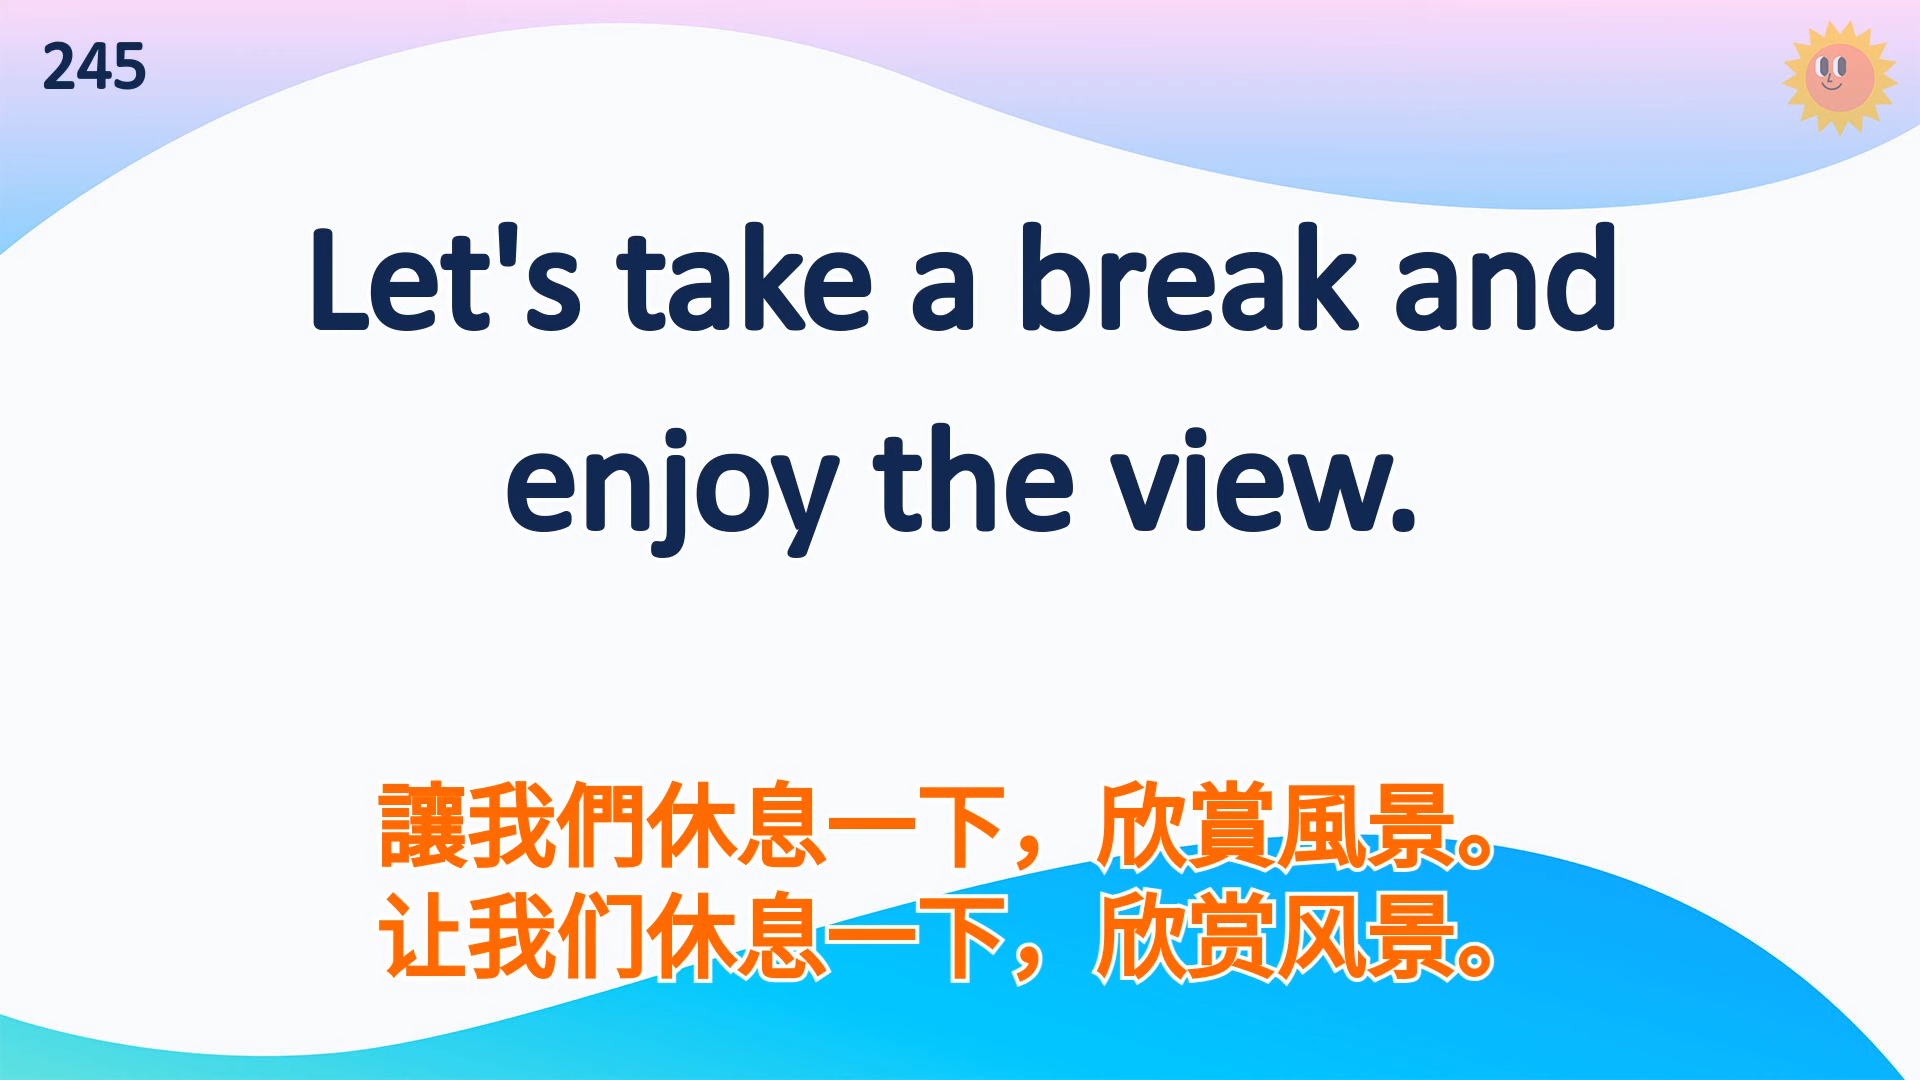 245
Let's take a break and
enjoy the view.
讓我們休息一下，欣賞風景。
让我们休息一下，欣赏风景。